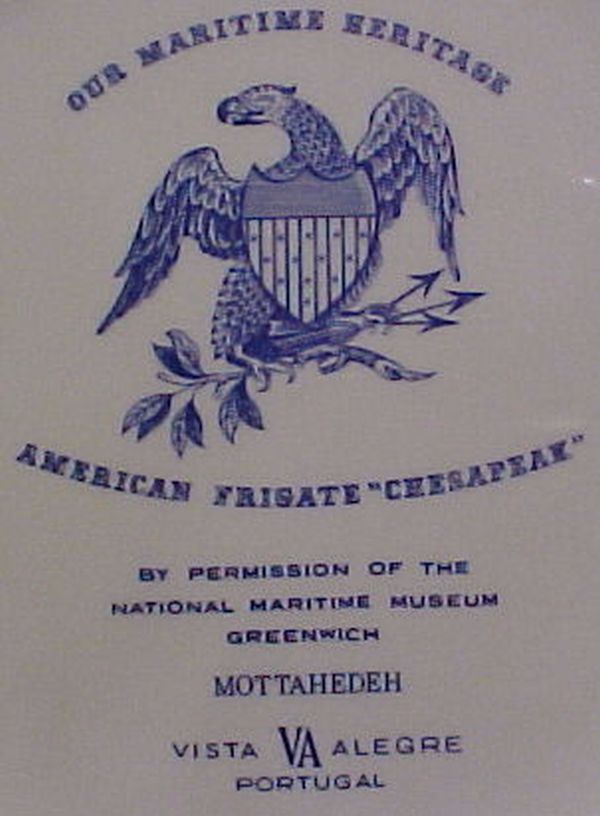 OUR MARITIME HERITAGE
AMERICAN FRIGATE "CHESAPEAK"
BY PERMISSION OF THE
NATIONAL MARITIME MUSEUM
GREENWICH
MOTTAHEDEH
VISTA VA ALEGRE
PORTUGAL